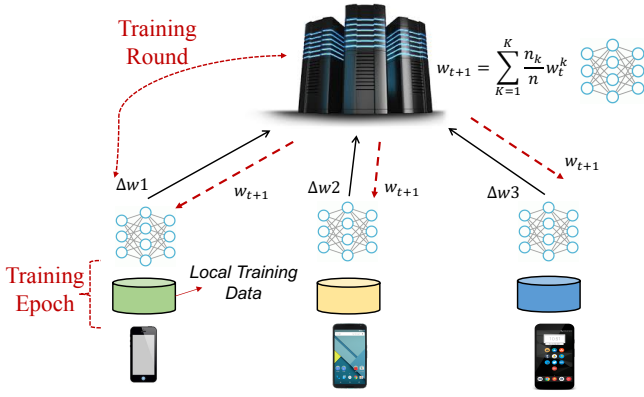 Training
Round
$w_{t+1} = \sum_{K=1}^{K} \frac{n_k}{n} w_t^k$
Δw1
$w_{t+1}$
Δw2
$w_{t+1}$
Δw3
$w_{t+1}$
Training
Epoch
Local Training
Data